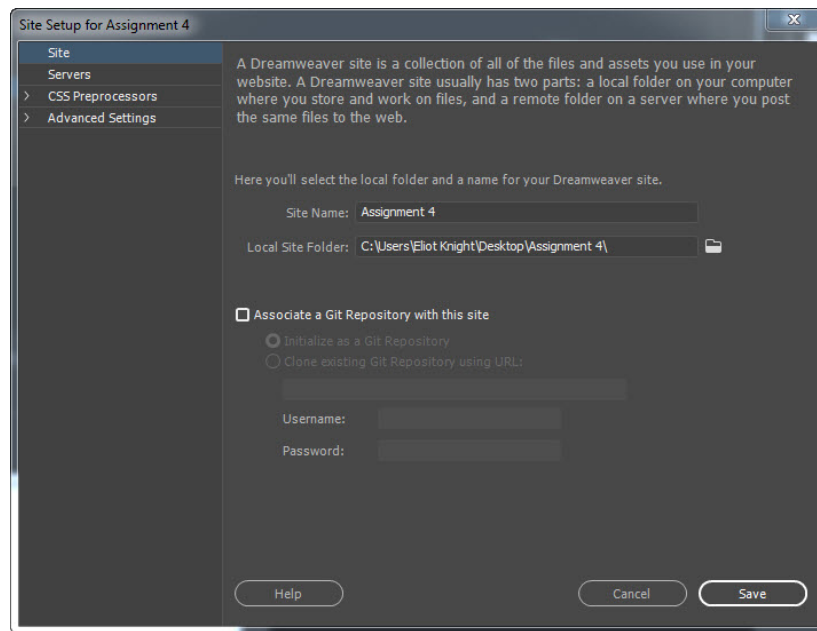 Site Setup for Assignment 4
Site
Servers
CSS Preprocessors
Advanced Settings
A Dreamweaver site is a collection of all of the files and assets you use in your
website. A Dreamweaver site usually has two parts: a local folder on your computer
where you store and work on files, and a remote folder on a server where you post
the same files to the web.
Here you'll select the local folder and a name for your Dreamweaver site.
Site Name: Assignment 4
Local Site Folder: C:\Users\Eliot Knight\Desktop\Assignment 4\
Associate a Git Repository with this site
Initialize as a Git Repository
Clone existing Git Repository using URL:
Username:
Password:
Help
Cancel
Save